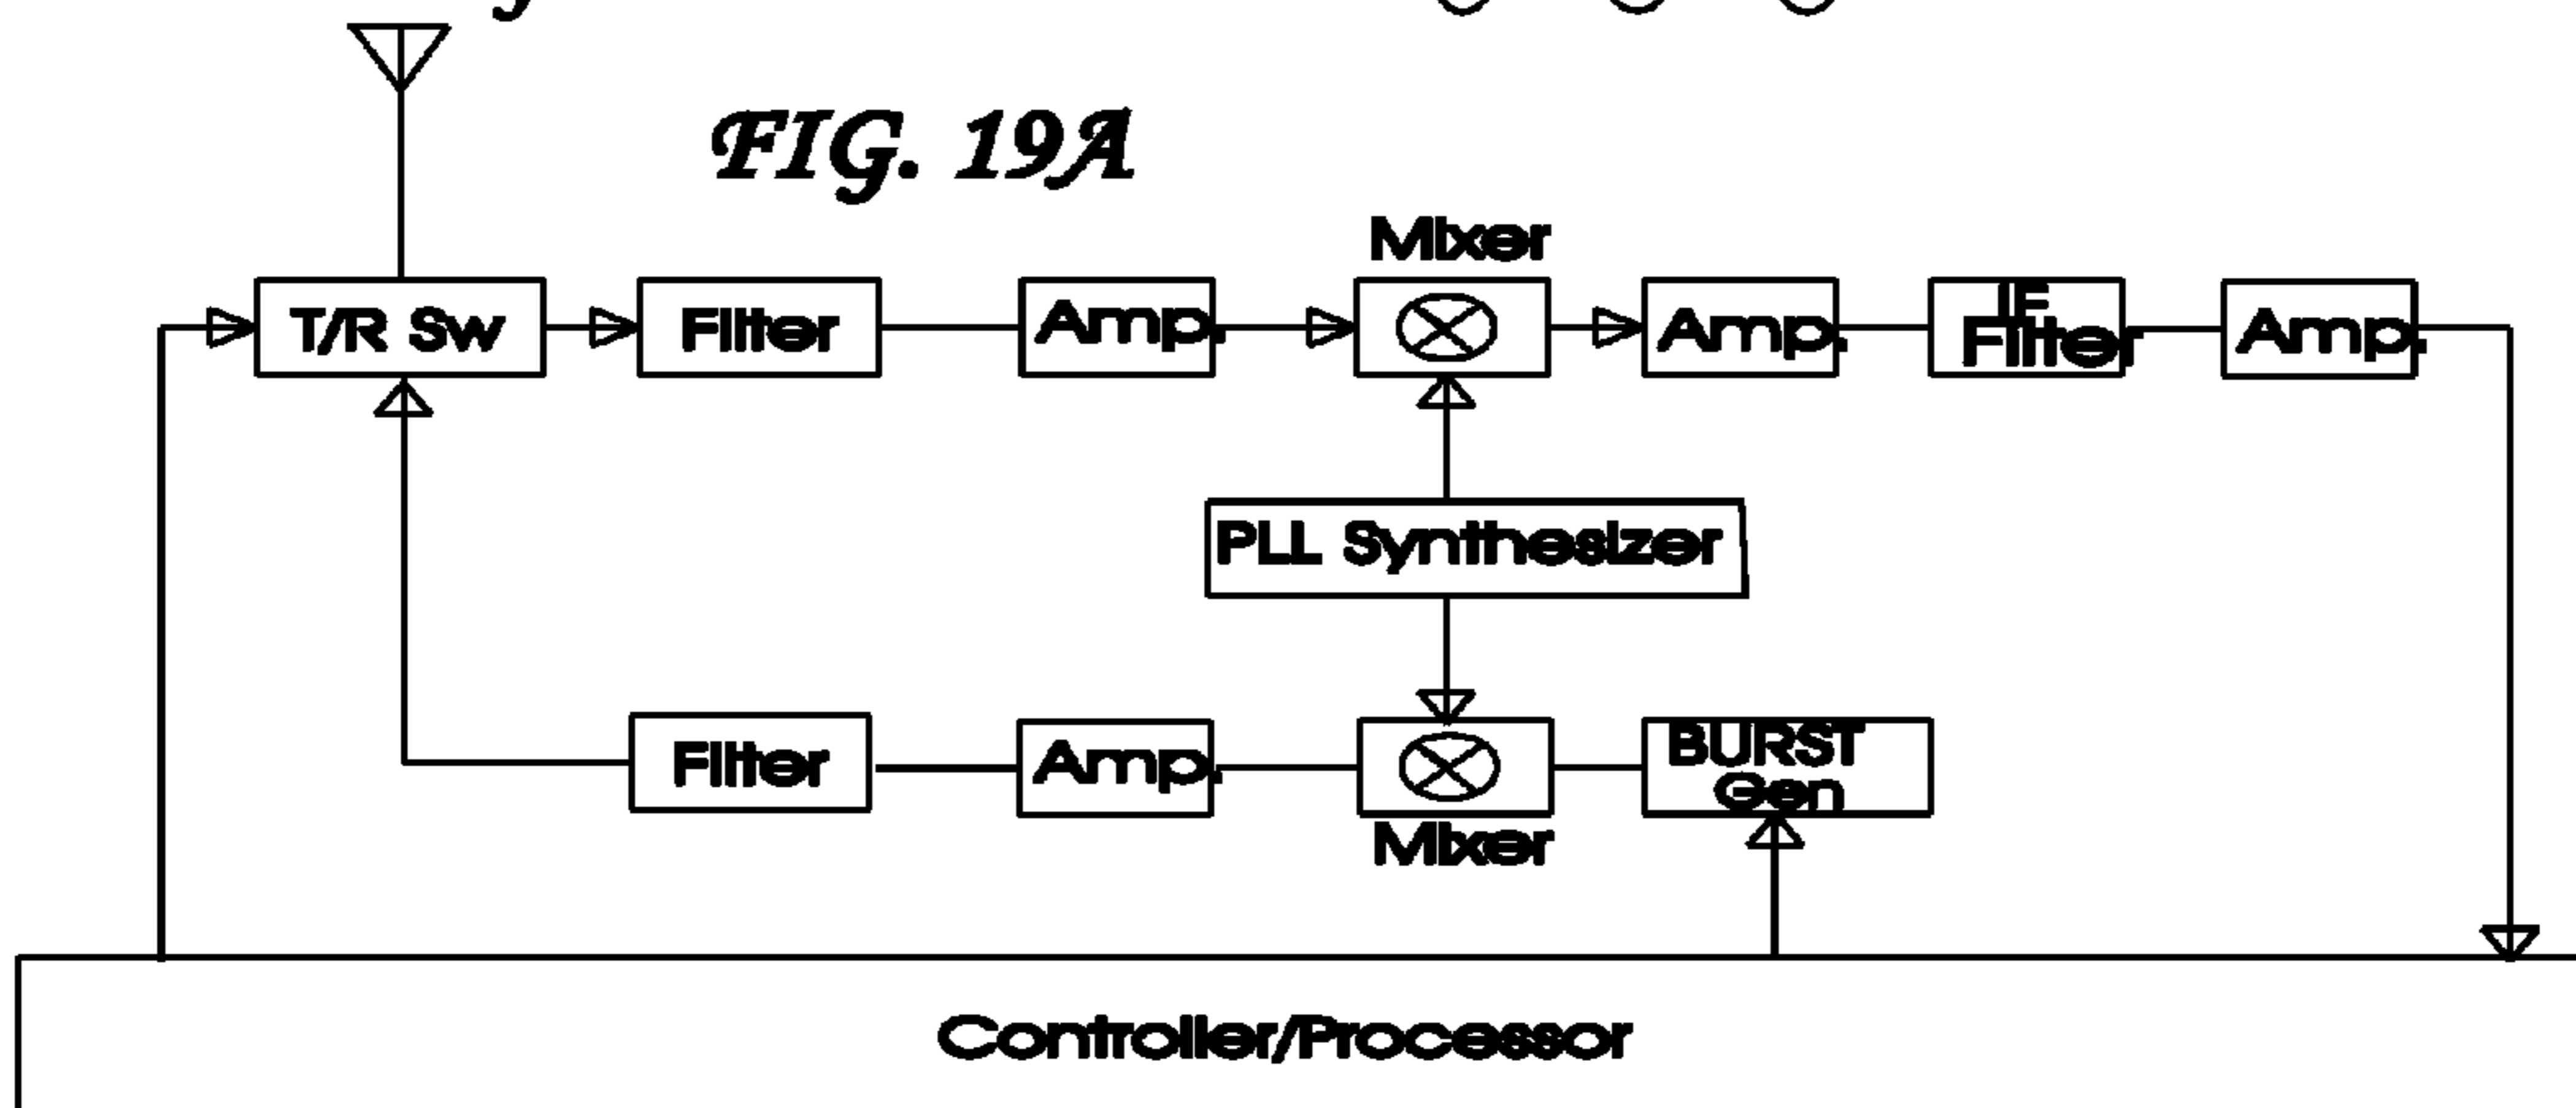 FIG. 19A
Mixer
T/R Sw
Filter
Amp.
Amp.
IF
Filter
Amp.
PLL Synthesizer
Filter
Amp.
BURST
Gen
Mixer
Controller/Processor